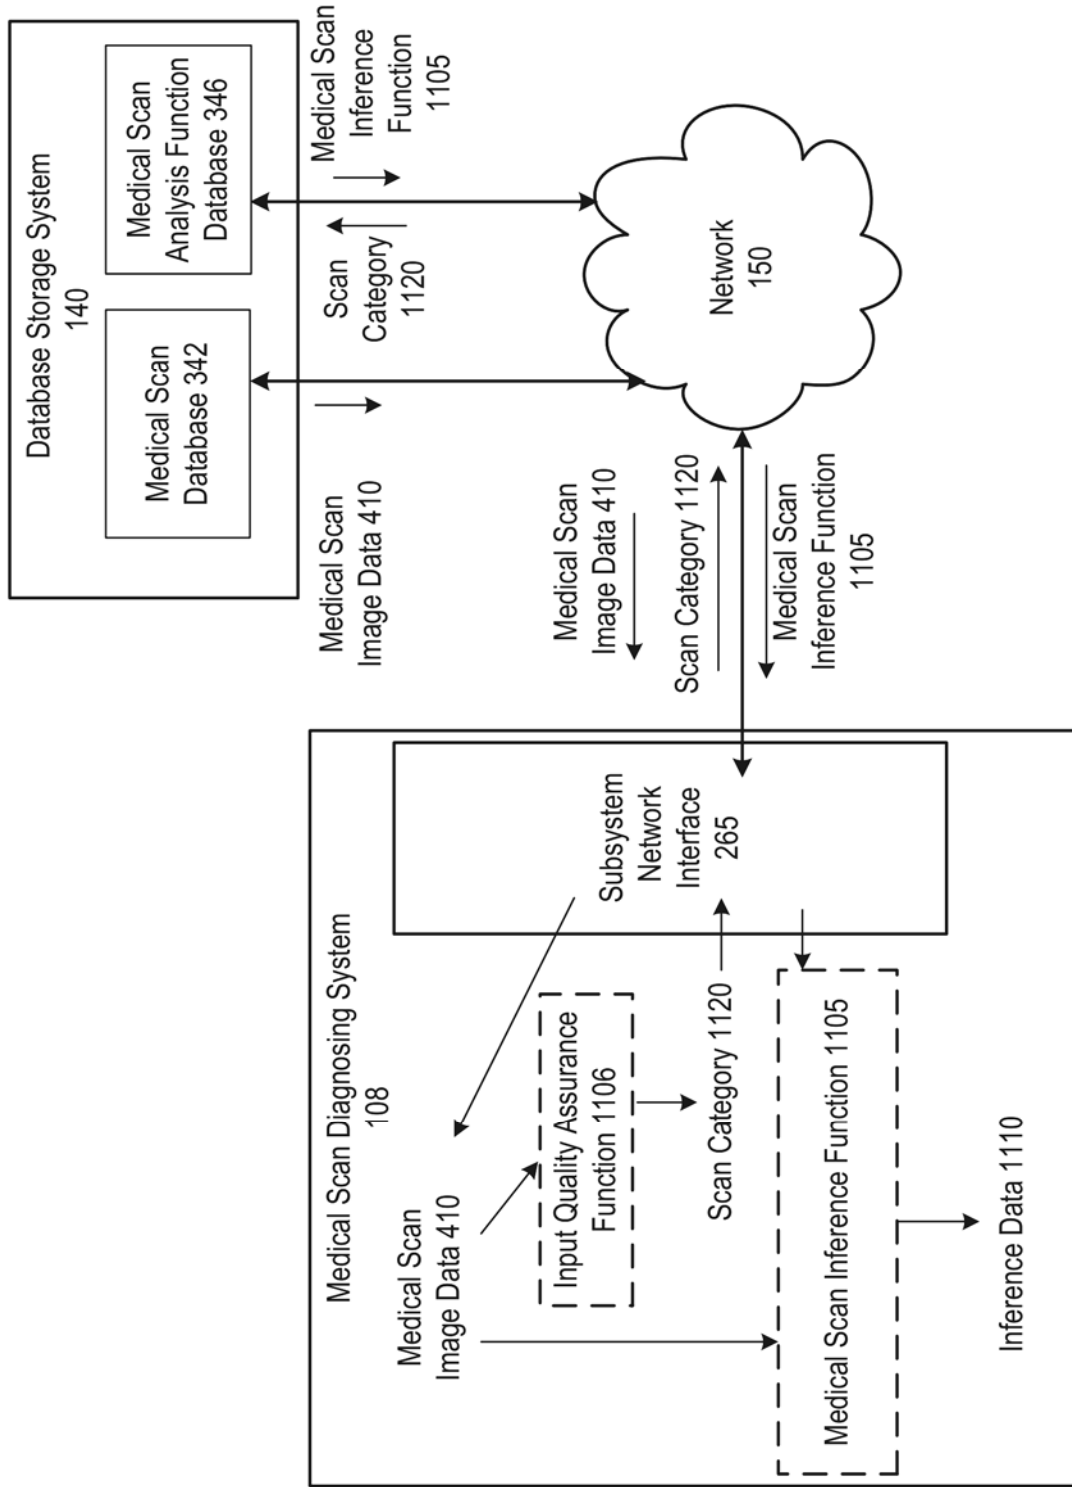 Medical Scan Diagnosing System
108
Medical Scan
Image Data 410
Input Quality Assurance
Function 1106
Scan Category 1120
Medical Scan Inference Function 1105
Inference Data 1110
Subsystem
Network
Interface
265
Medical Scan
Image Data 410
Scan Category 1120
Medical Scan
Inference Function
1105
Network
150
Database Storage System
140
Medical Scan
Database 342
Medical Scan
Analysis Function
Database 346
Medical Scan
Image Data 410
Scan
Category
1120
Medical Scan
Inference
Function
1105